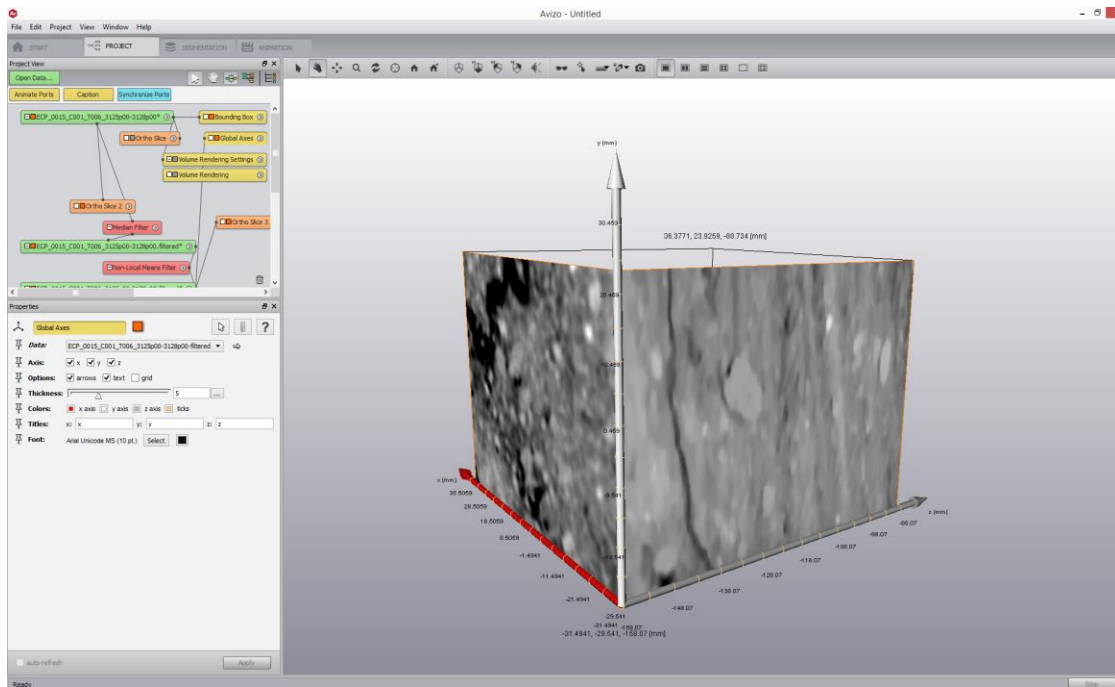 Avizo - Untitled
File Edit Project View Window Help
START PROJECT SEGMENTATION ANIMATION
Project View
Open Data...
Animate Ports Caption Synchronize Ports
ECP_0015_C001_T006_3125p00-3128p00* Bounding Box
Ortho Slice Global Axes
Volume Rendering Settings
Volume Rendering
Ortho Slice 2
Ortho Slice 3
Median Filter
ECP_0015_C001_T006_3125p00-3128p00.filtered*
Non-Local Means Filter
Properties
Global Axes
?
Data: ECP_0015_C001_T006_3125p00-3128p00-filtered
Axis: x y z
Options: arrows text grid
Thickness: 5 ...
Colors: x axis y axis z axis ticks
Titles: x: x y: y z: z
Font: Arial Unicode MS (10 pt.) Select
auto-refresh Apply
Ready Stop
y [mm]
30.459
36.3771, 23.9259, -88.734 [mm]
20.459
10.459
0.459
-9.541
x [mm]
38.5059
28.5059
18.5059
8.5059
-1.4941
-11.4941
-21.4941
-31.4941
-29.541
-158.07
-31.4941, -29.541, -158.07 [mm]
-148.07
-138.07
-128.07
-118.07
-108.07
-98.07
z [mm]